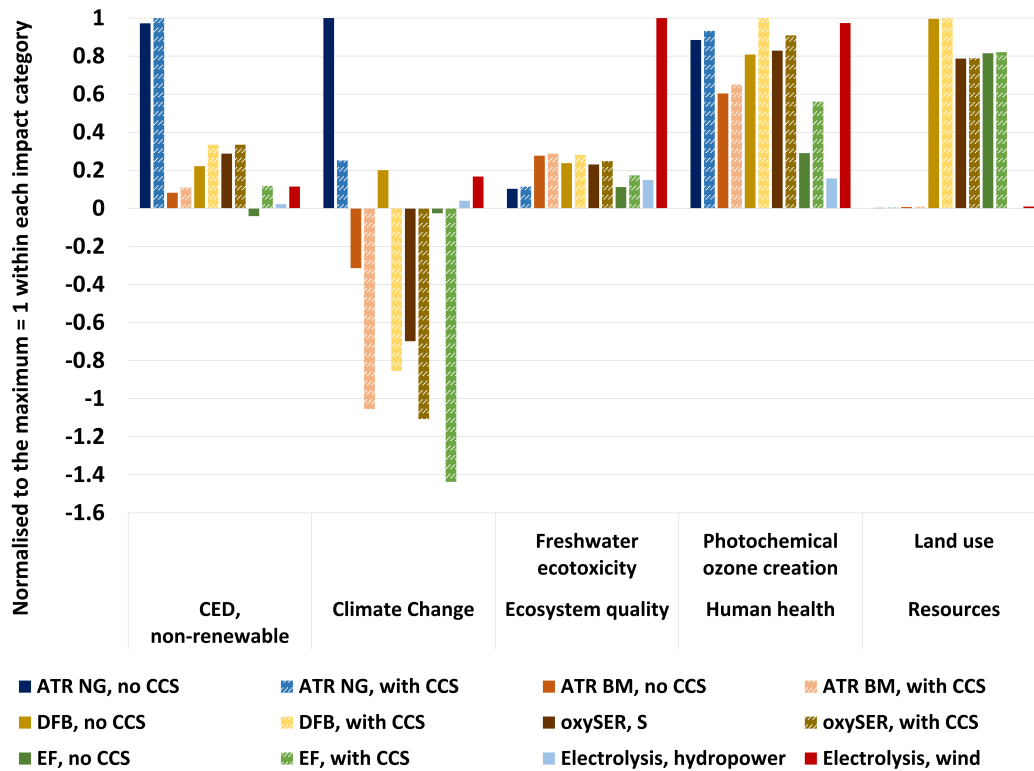 Normalised to the maximum = 1 within each impact category
1
0.8
0.6
0.4
0.2
0
-0.2
-0.4
-0.6
-0.8
-1
-1.2
-1.4
-1.6
Freshwater
ecotoxicity
Photochemical
ozone creation
Land use
CED,
non-renewable
Climate Change
Ecosystem quality
Human health
Resources
ATR NG, no CCS
ATR NG, with CCS
ATR BM, no CCS
ATR BM, with CCS
DFB, no CCS
DFB, with CCS
oxySER, S
oxySER, with CCS
EF, no CCS
EF, with CCS
Electrolysis, hydropower
Electrolysis, wind